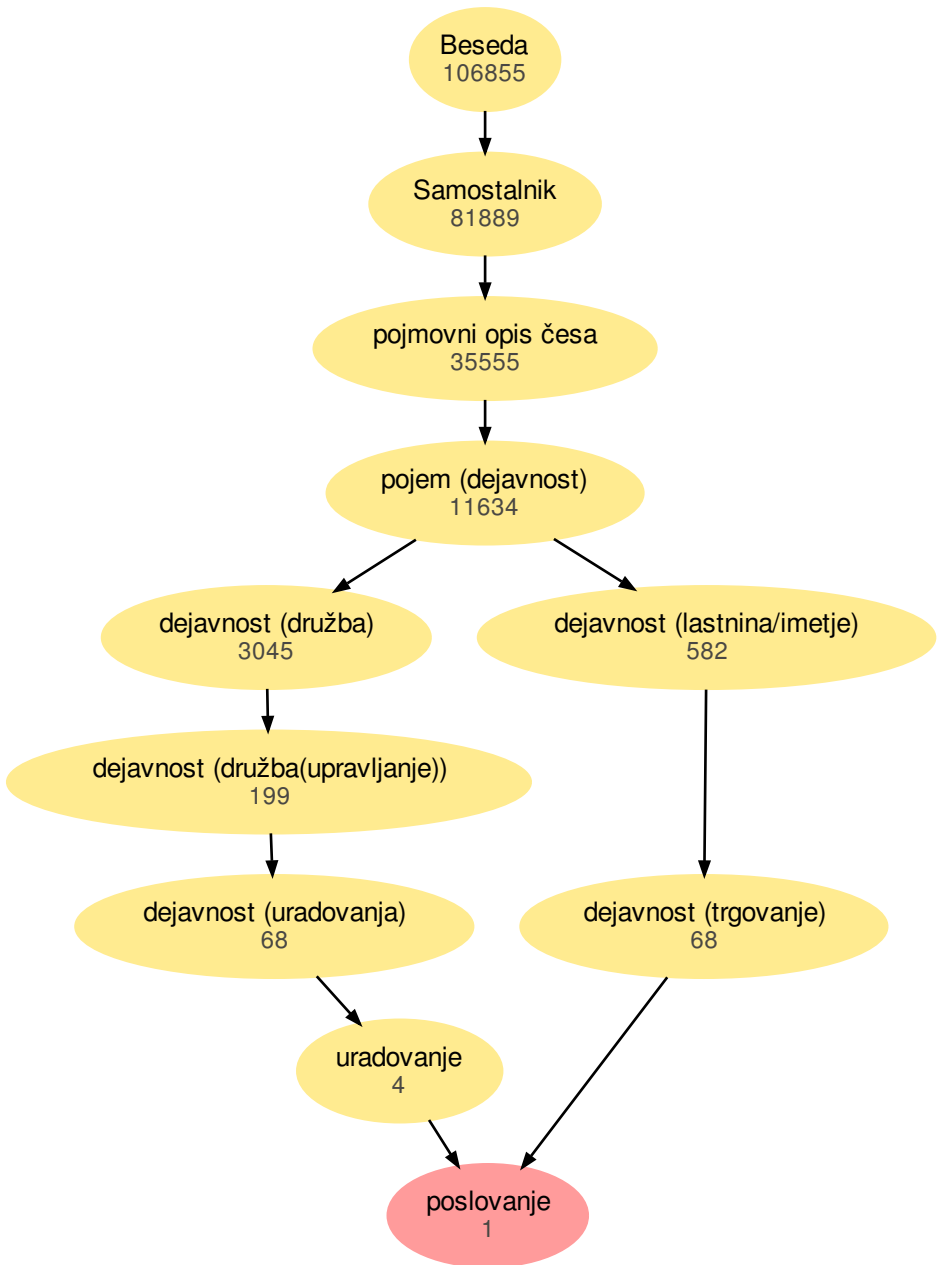 Beseda
106855
Samostalnik
81889
pojmovni opis česa
35555
pojem (dejavnost)
11634
dejavnost (družba)
3045
dejavnost (lastnina/imetje)
582
dejavnost (družba(upravljanje))
199
dejavnost (uradovanja)
68
dejavnost (trgovanje)
68
uradovanje
4
poslovanje
1